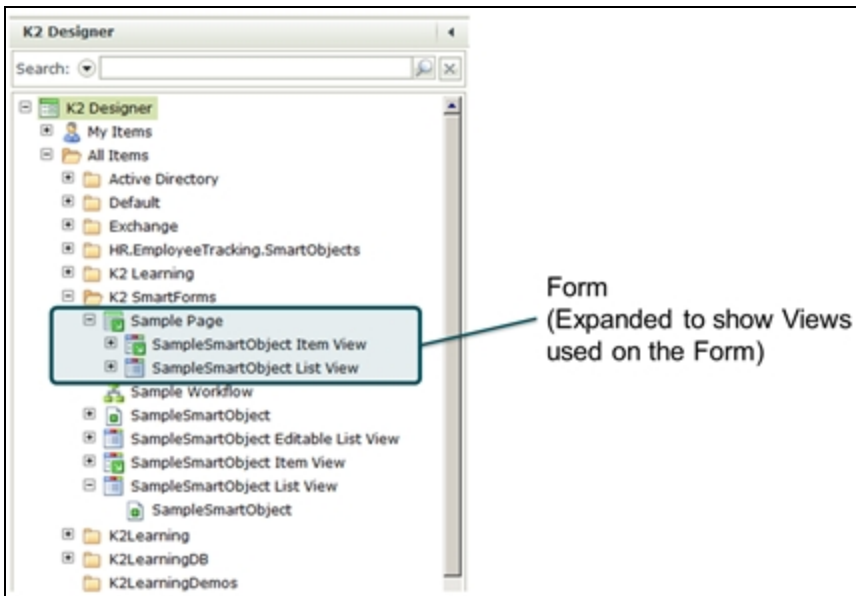 K2 Designer
Search:
K2 Designer
My Items
All Items
Active Directory
Default
Exchange
HR.EmployeeTracking.SmartObjects
K2 Learning
K2 SmartForms
Sample Page
SampleSmartObject Item View
SampleSmartObject List View
Sample Workflow
SampleSmartObject
SampleSmartObject Editable List View
SampleSmartObject Item View
SampleSmartObject List View
SampleSmartObject
K2Learning
K2LearningDB
K2LearningDemos
Form
(Expanded to show Views
used on the Form)